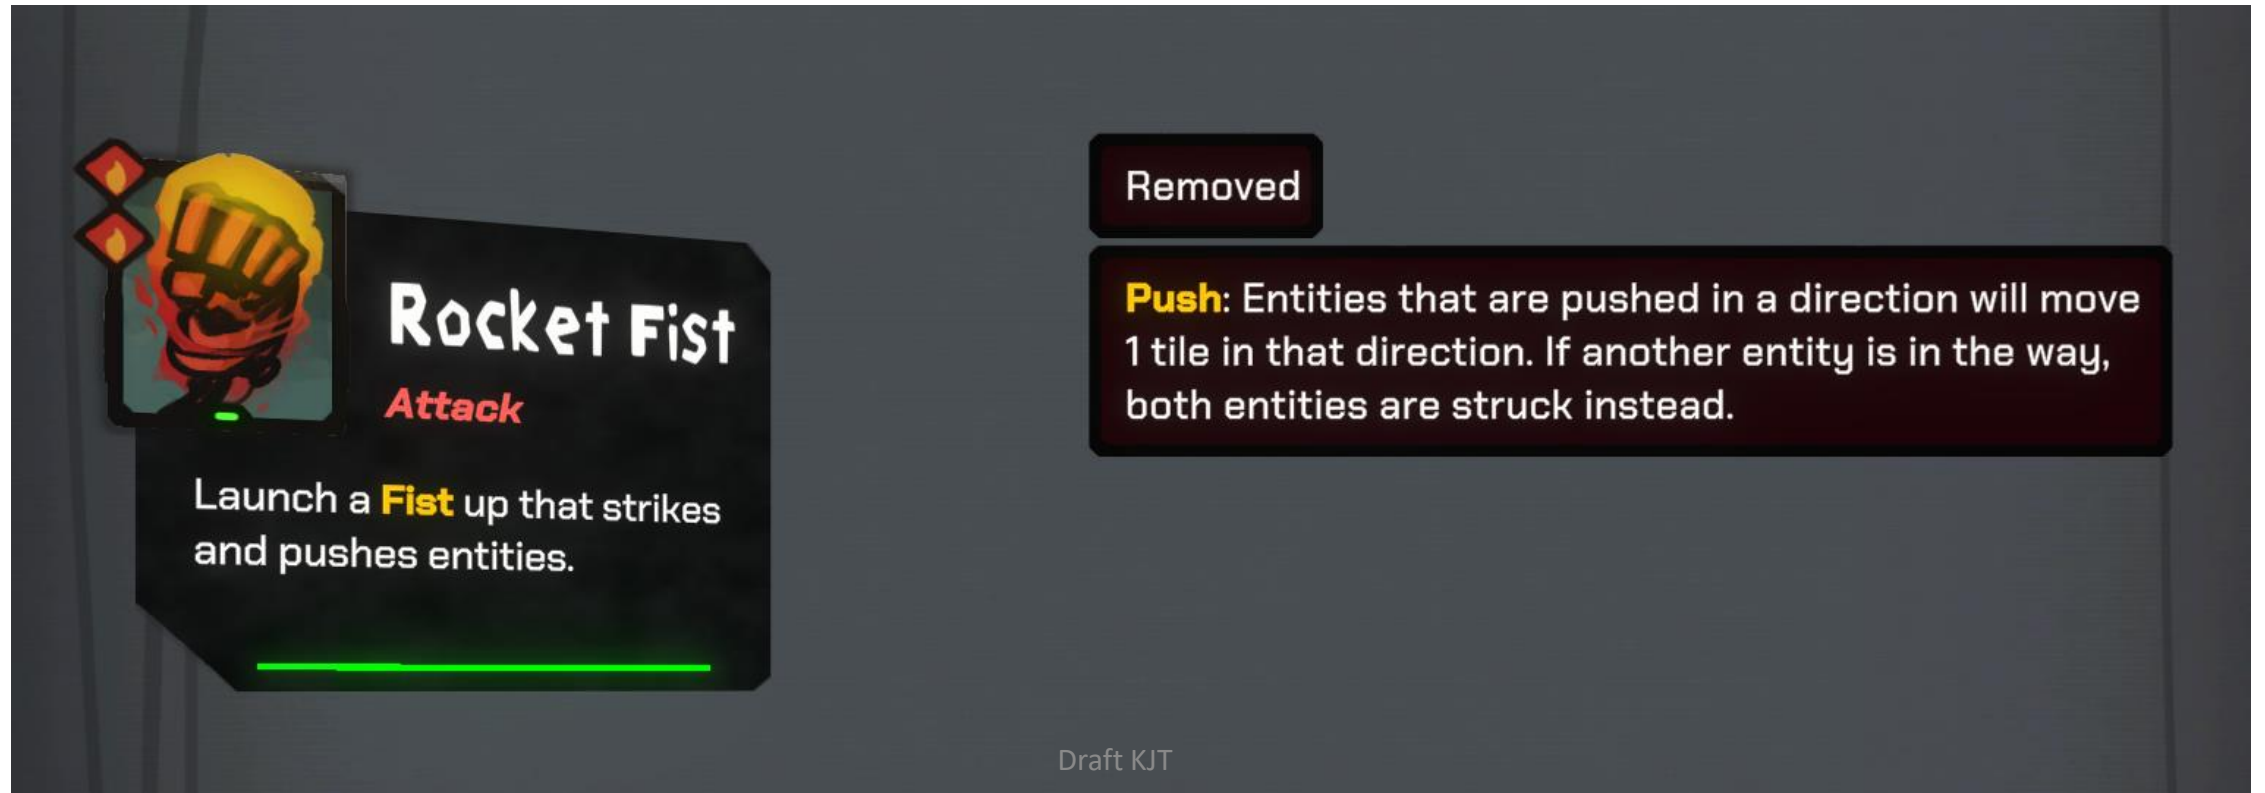 Rocket Fist
Attack
Launch a Fist up that strikes
and pushes entities.
Removed
Push: Entities that are pushed in a direction will move
1 tile in that direction. If another entity is in the way,
both entities are struck instead.
Draft KJT